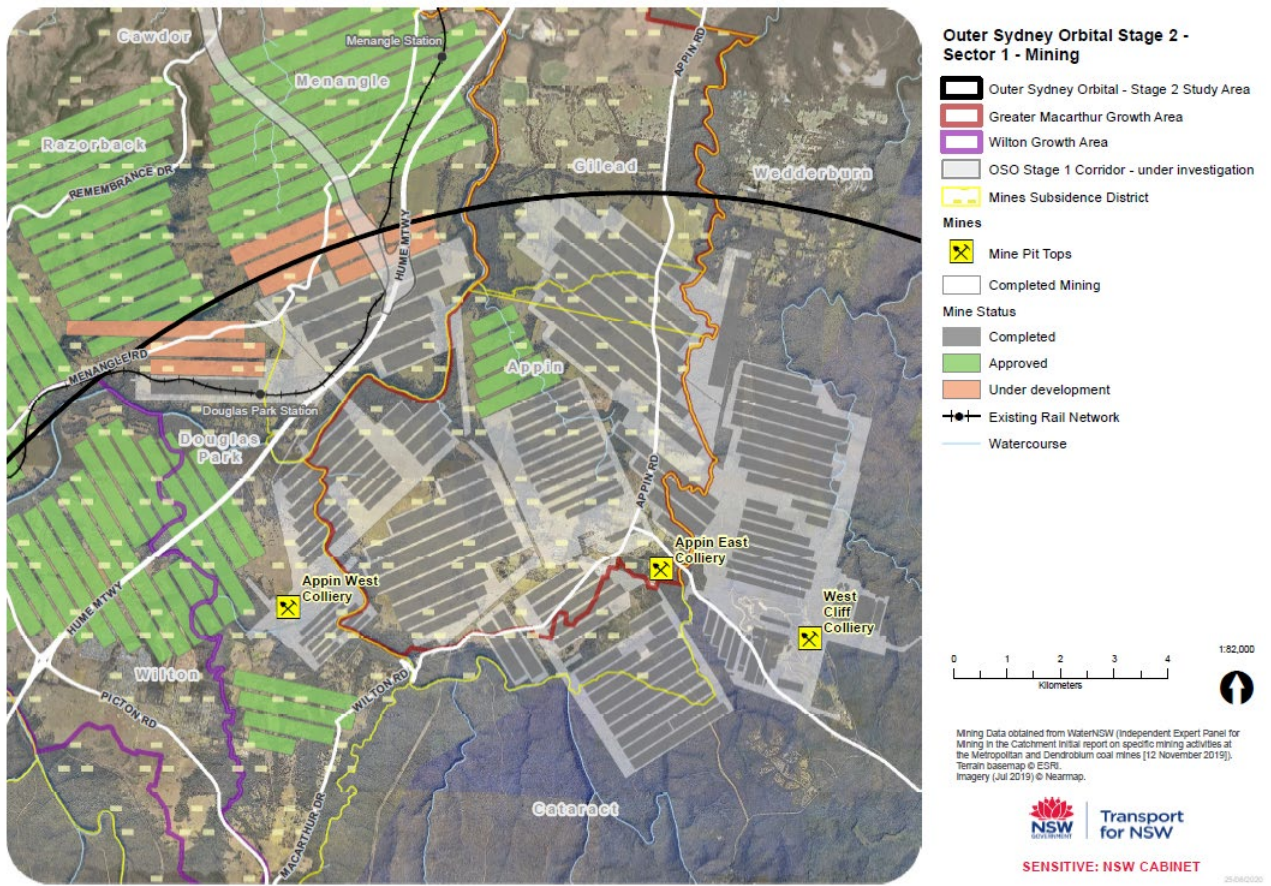 Cawdor
Menangle Station
Menangle
APPIN RD
Razorback
REMEMBRANCE DR
Gilead
Wedderburn
HUME MTWY
MENANGLE RD
Appin
Douglas Park Station
Douglas
Park
APPIN RD
Appin East
Colliery
Appin West
Colliery
West
Cliff
Colliery
HUME MTWY
Wilton
PICTON RD
WILTON RD
MACARTHUR DR
Cataract
Outer Sydney Orbital Stage 2 -
Sector 1 - Mining
Outer Sydney Orbital - Stage 2 Study Area
Greater Macarthur Growth Area
Wilton Growth Area
OSO Stage 1 Corridor - under investigation
Mines Subsidence District
Mines
Mine Pit Tops
Completed Mining
Mine Status
Completed
Approved
Under development
Existing Rail Network
Watercourse
1:82,000
0 1 2 3 4
Kilometers
Mining Data obtained from WaterNSW (Independent Expert Panel for
Mining in the Catchment Initial report on specific mining activities at
the Metropolitan and Dendrobium coal mines [12 November 2019]).
Terrain basemap © ESRI.
Imagery (Jul 2019) © Nearmap.
NSW
GOVERNMENT
Transport
for NSW
SENSITIVE: NSW CABINET